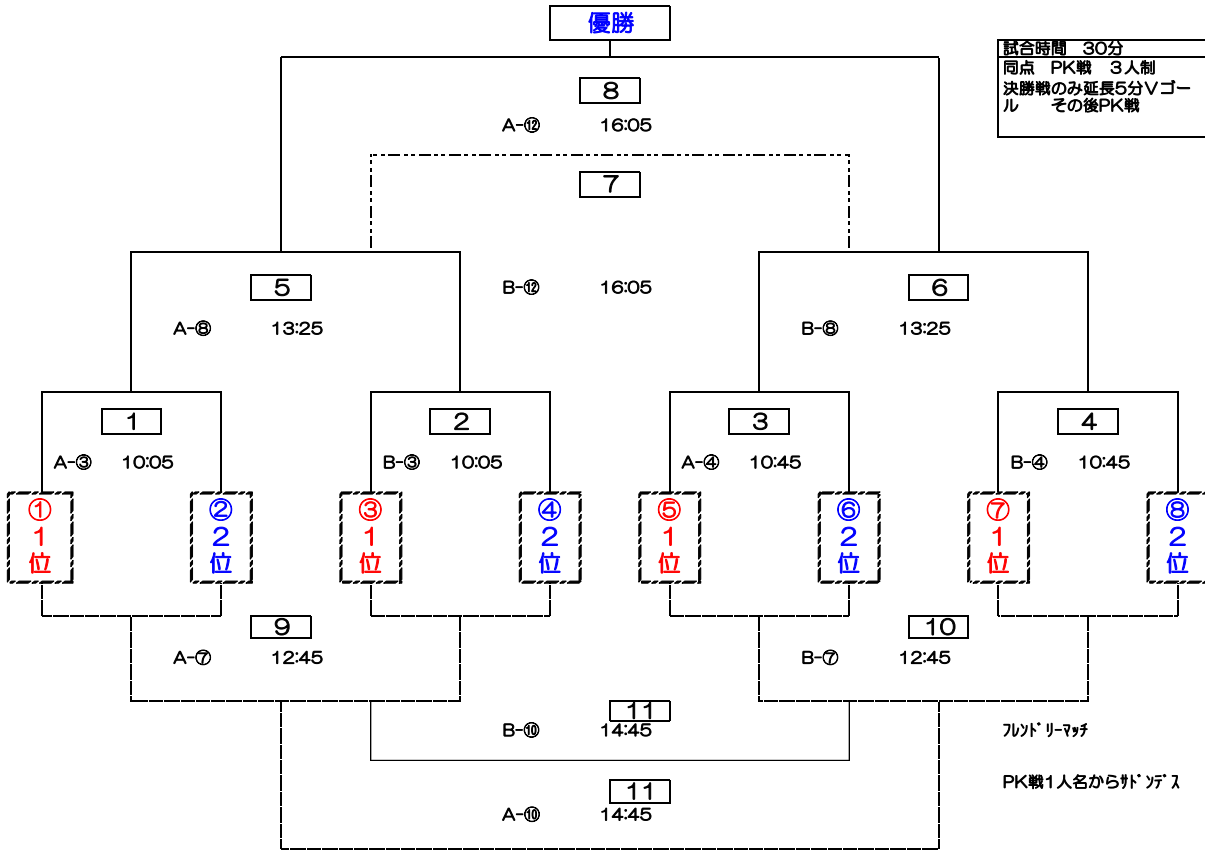 優勝
試合時間 30分
同点 PK戦 3人制
決勝戦のみ延長5分Vゴー
ル その後PK戦
8
A-⑫ 16:05
7
B-⑫ 16:05
5
A-⑧ 13:25
6
B-⑧ 13:25
1
A-③ 10:05
2
B-③ 10:05
3
A-④ 10:45
4
B-④ 10:45
①
1
位
②
2
位
③
1
位
④
2
位
⑤
1
位
⑥
2
位
⑦
1
位
⑧
2
位
9
A-⑦ 12:45
10
B-⑦ 12:45
11
B-⑩ 14:45
ﾌﾚﾝﾄﾞﾘｰﾏｯﾁ
PK戦1人名からｻﾄﾞﾝﾃﾞｽ
11
A-⑩ 14:45